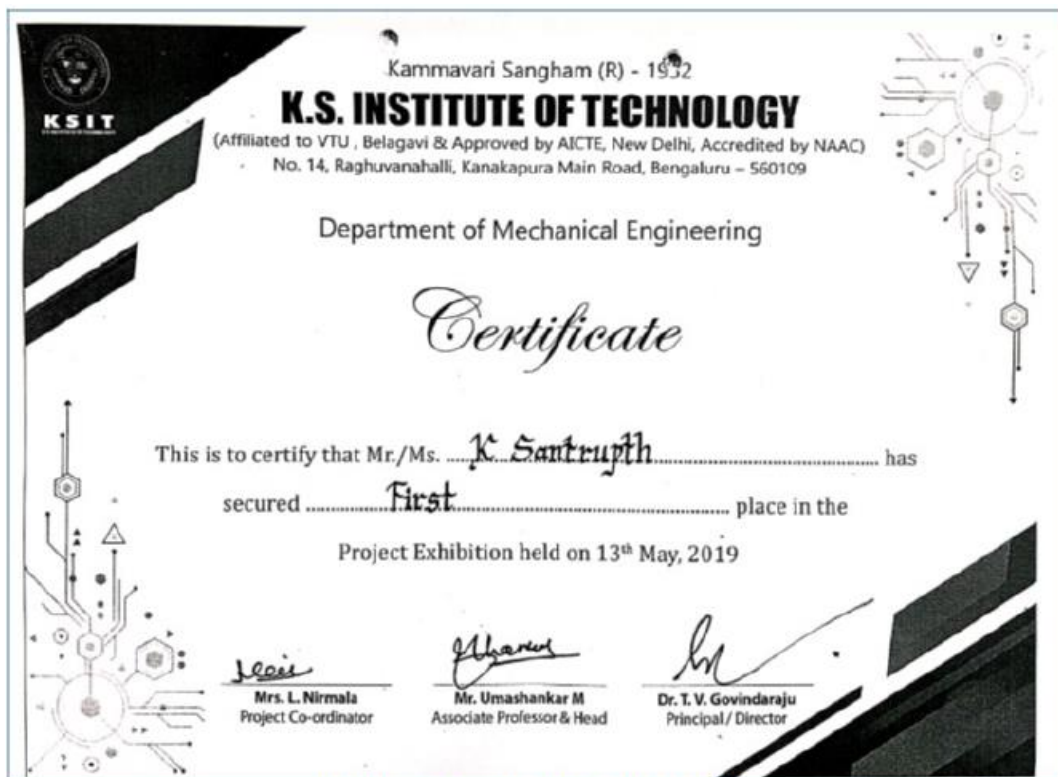 KSIT
Kammavari Sangham (R) - 1952
K.S. INSTITUTE OF TECHNOLOGY
(Affiliated to VTU , Belagavi & Approved by AICTE, New Delhi, Accredited by NAAC)
No. 14, Raghuvanahalli, Kanakapura Main Road, Bengaluru – 560109
Department of Mechanical Engineering
Certificate
This is to certify that Mr./Ms. K Santrupth has
secured First place in the
Project Exhibition held on 13th May, 2019
Mrs. L. Nirmala
Project Co-ordinator
Mr. Umashankar M
Associate Professor & Head
Dr. T. V. Govindaraju
Principal / Director